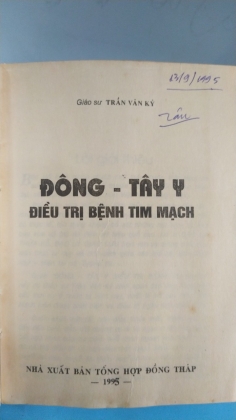 13/9/1995
Giáo sư TRẦN VĂN KỲ
ĐÔNG - TÂY Y
ĐIỀU TRỊ BỆNH TIM MẠCH
NHÀ XUẤT BẢN TỔNG HỢP ĐỒNG THÁP
— 1995 —